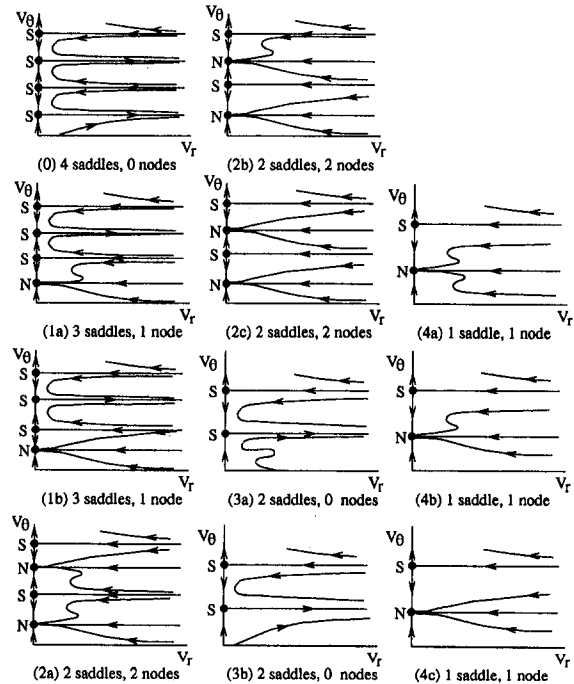 Vθ
S
S
S
S
Vr
(0) 4 saddles, 0 nodes
Vθ
S
N
S
N
Vr
(2b) 2 saddles, 2 nodes
Vθ
S
S
S
N
Vr
(1a) 3 saddles, 1 node
Vθ
S
N
S
N
Vr
(2c) 2 saddles, 2 nodes
Vθ
S
N
Vr
(4a) 1 saddle, 1 node
Vθ
S
S
S
N
Vr
(1b) 3 saddles, 1 node
Vθ
S
S
Vr
(3a) 2 saddles, 0 nodes
Vθ
S
N
Vr
(4b) 1 saddle, 1 node
Vθ
S
N
S
N
Vr
(2a) 2 saddles, 2 nodes
Vθ
S
S
Vr
(3b) 2 saddles, 0 nodes
Vθ
S
N
Vr
(4c) 1 saddle, 1 node